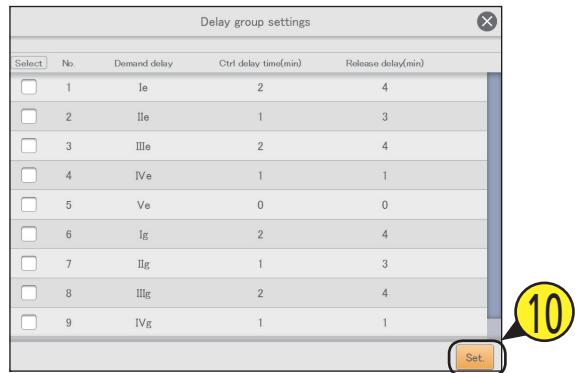 Delay group settings
Select No. Demand delay Ctrl delay time(min) Release delay(min)
1 Ie 2 4
2 IIe 1 3
3 IIIe 2 4
4 IVe 1 1
5 Ve 0 0
6 Ig 2 4
7 IIg 1 3
8 IIIg 2 4
9 IVg 1 1
10
Set.